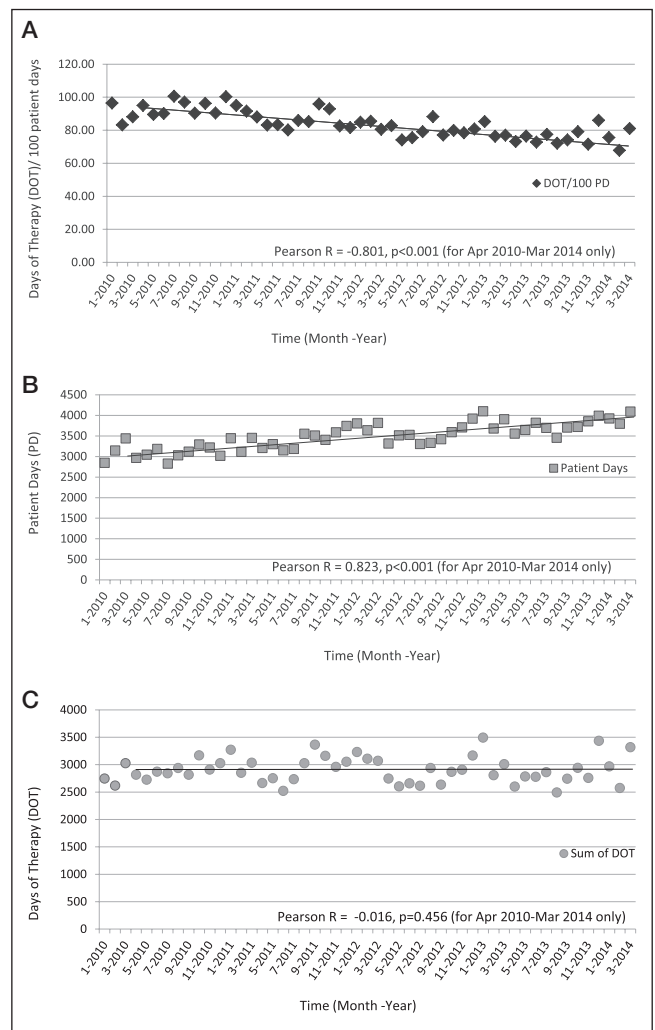 A
120.00
100.00
80.00
60.00
40.00
20.00
0.00
Days of Therapy (DOT)/ 100 patient days
DOT/100 PD
Pearson R = -0.801, p<0.001 (for Apr 2010-Mar 2014 only)
1-2010 3-2010 5-2010 7-2010 9-2010 11-2010 1-2011 3-2011 5-2011 7-2011 9-2011 11-2011 1-2012 3-2012 5-2012 7-2012 9-2012 11-2012 1-2013 3-2013 5-2013 7-2013 9-2013 11-2013 1-2014 3-2014
Time (Month -Year)
B
4500
4000
3500
3000
2500
2000
1500
1000
500
0
Patient Days (PD)
Patient Days
Pearson R = 0.823, p<0.001 (for Apr 2010-Mar 2014 only)
1-2010 3-2010 5-2010 7-2010 9-2010 11-2010 1-2011 3-2011 5-2011 7-2011 9-2011 11-2011 1-2012 3-2012 5-2012 7-2012 9-2012 11-2012 1-2013 3-2013 5-2013 7-2013 9-2013 11-2013 1-2014 3-2014
Time (Month -Year)
C
4000
3500
3000
2500
2000
1500
1000
500
0
Days of Therapy (DOT)
Sum of DOT
Pearson R = -0.016, p=0.456 (for Apr 2010-Mar 2014 only)
1-2010 3-2010 5-2010 7-2010 9-2010 11-2010 1-2011 3-2011 5-2011 7-2011 9-2011 11-2011 1-2012 3-2012 5-2012 7-2012 9-2012 11-2012 1-2013 3-2013 5-2013 7-2013 9-2013 11-2013 1-2014 3-2014
Time (Month -Year)